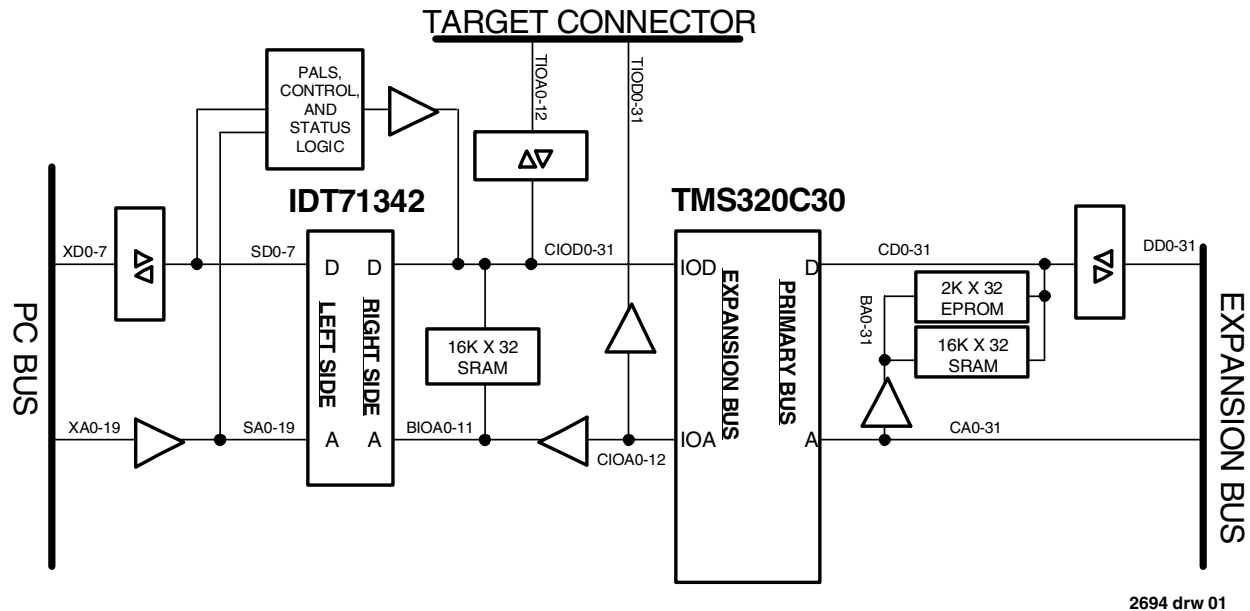 TARGET CONNECTOR
TIOA0-12
TIOD0-31
PALS,
CONTROL,
AND
STATUS
LOGIC
IDT71342
TMS320C30
XD0-7
SD0-7
CIOD0-31
CD0-31
DD0-31
D
D
IOD
D
LEFT SIDE
RIGHT SIDE
EXPANSION BUS
PRIMARY BUS
BA0-31
2K X 32
EPROM
16K X 32
SRAM
16K X 32
SRAM
PC BUS
EXPANSION BUS
XA0-19
SA0-19
A
A
BIOA0-11
CIOA0-12
IOA
A
CA0-31
2694 drw 01